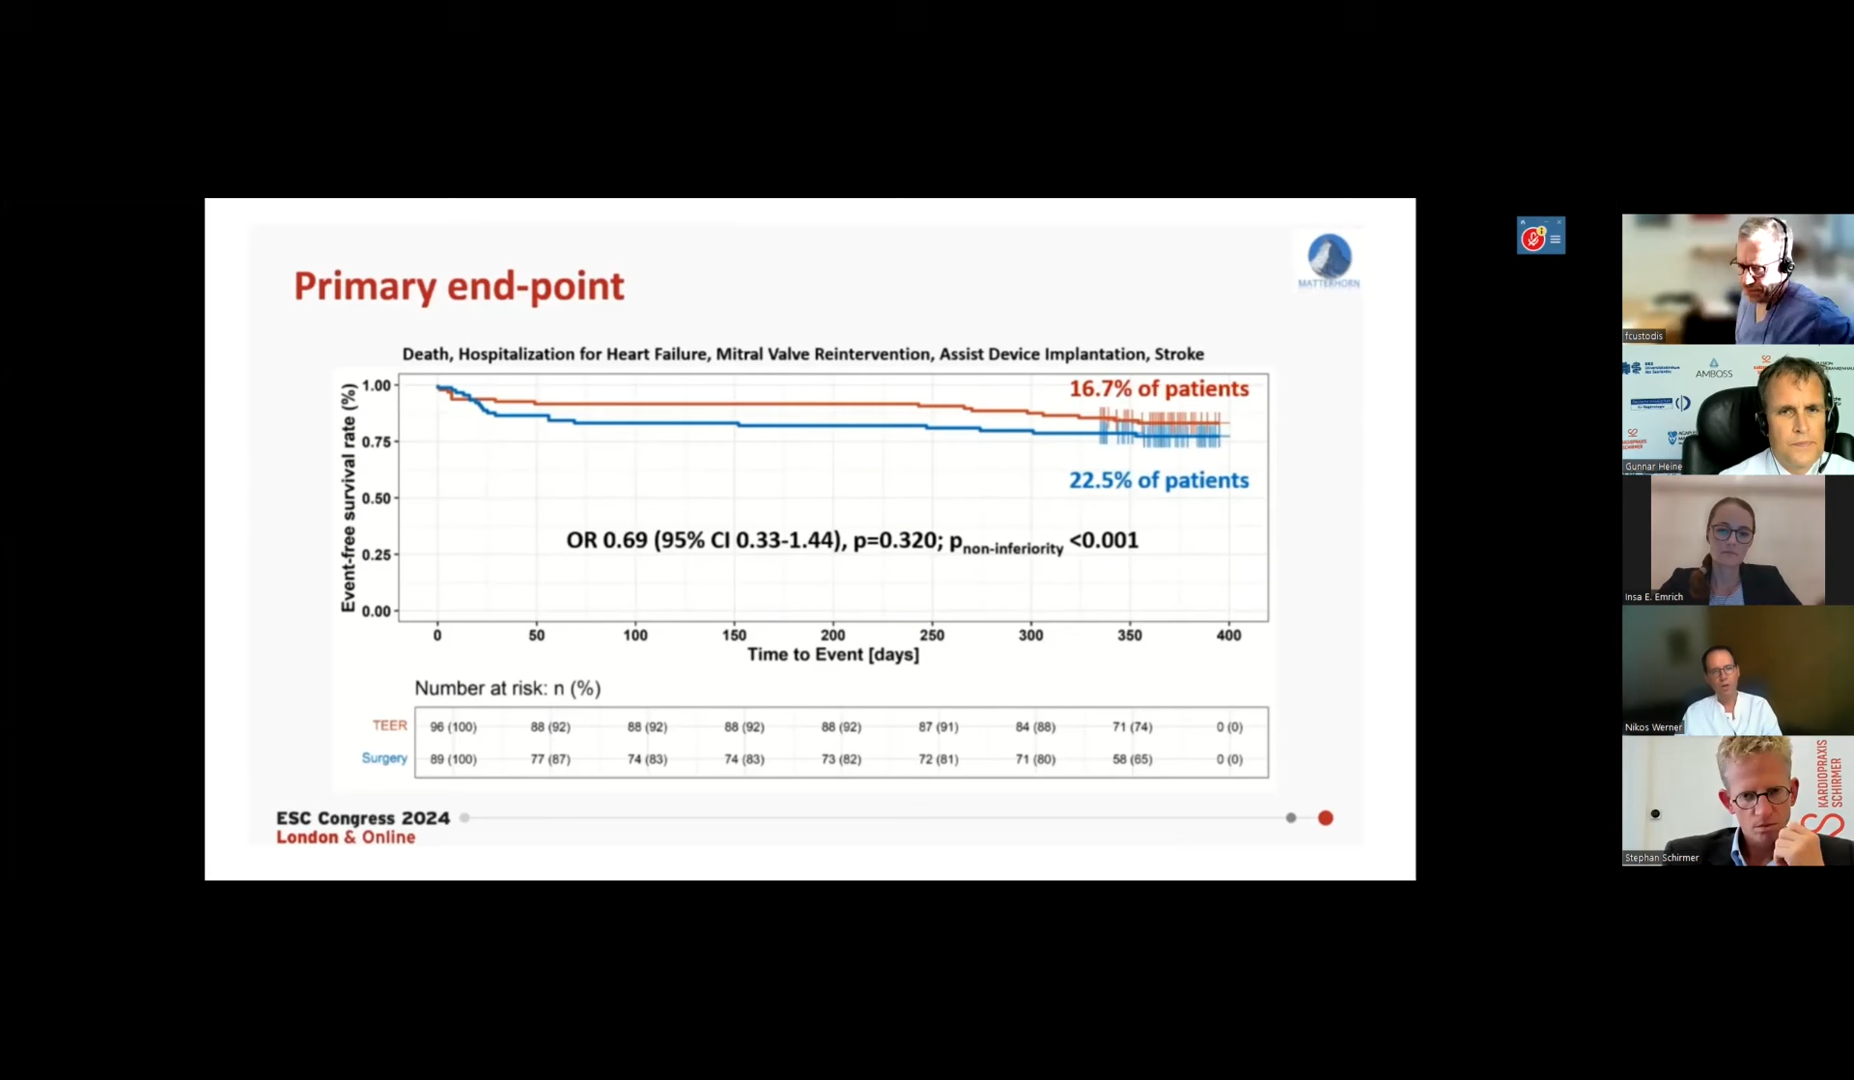 Primary end-point
MATTERHORN
Death, Hospitalization for Heart Failure, Mitral Valve Reintervention, Assist Device Implantation, Stroke
Event-free survival rate (%)
1.00
0.75
0.50
0.25
0.00
16.7% of patients
22.5% of patients
OR 0.69 (95% CI 0.33-1.44), p=0.320; pnon-inferiority <0.001
0 50 100 150 200 250 300 350 400
Time to Event [days]
Number at risk: n (%)
TEER 96 (100) 88 (92) 88 (92) 88 (92) 88 (92) 87 (91) 84 (88) 71 (74) 0 (0)
Surgery 89 (100) 77 (87) 74 (83) 74 (83) 73 (82) 72 (81) 71 (80) 58 (65) 0 (0)
ESC Congress 2024
London & Online
fcustodis
AMBOSS
Gunnar Heine
Insa E. Emrich
Nikos Werner
KARDIOPRAXIS
SCHIRMER
Stephan Schirmer